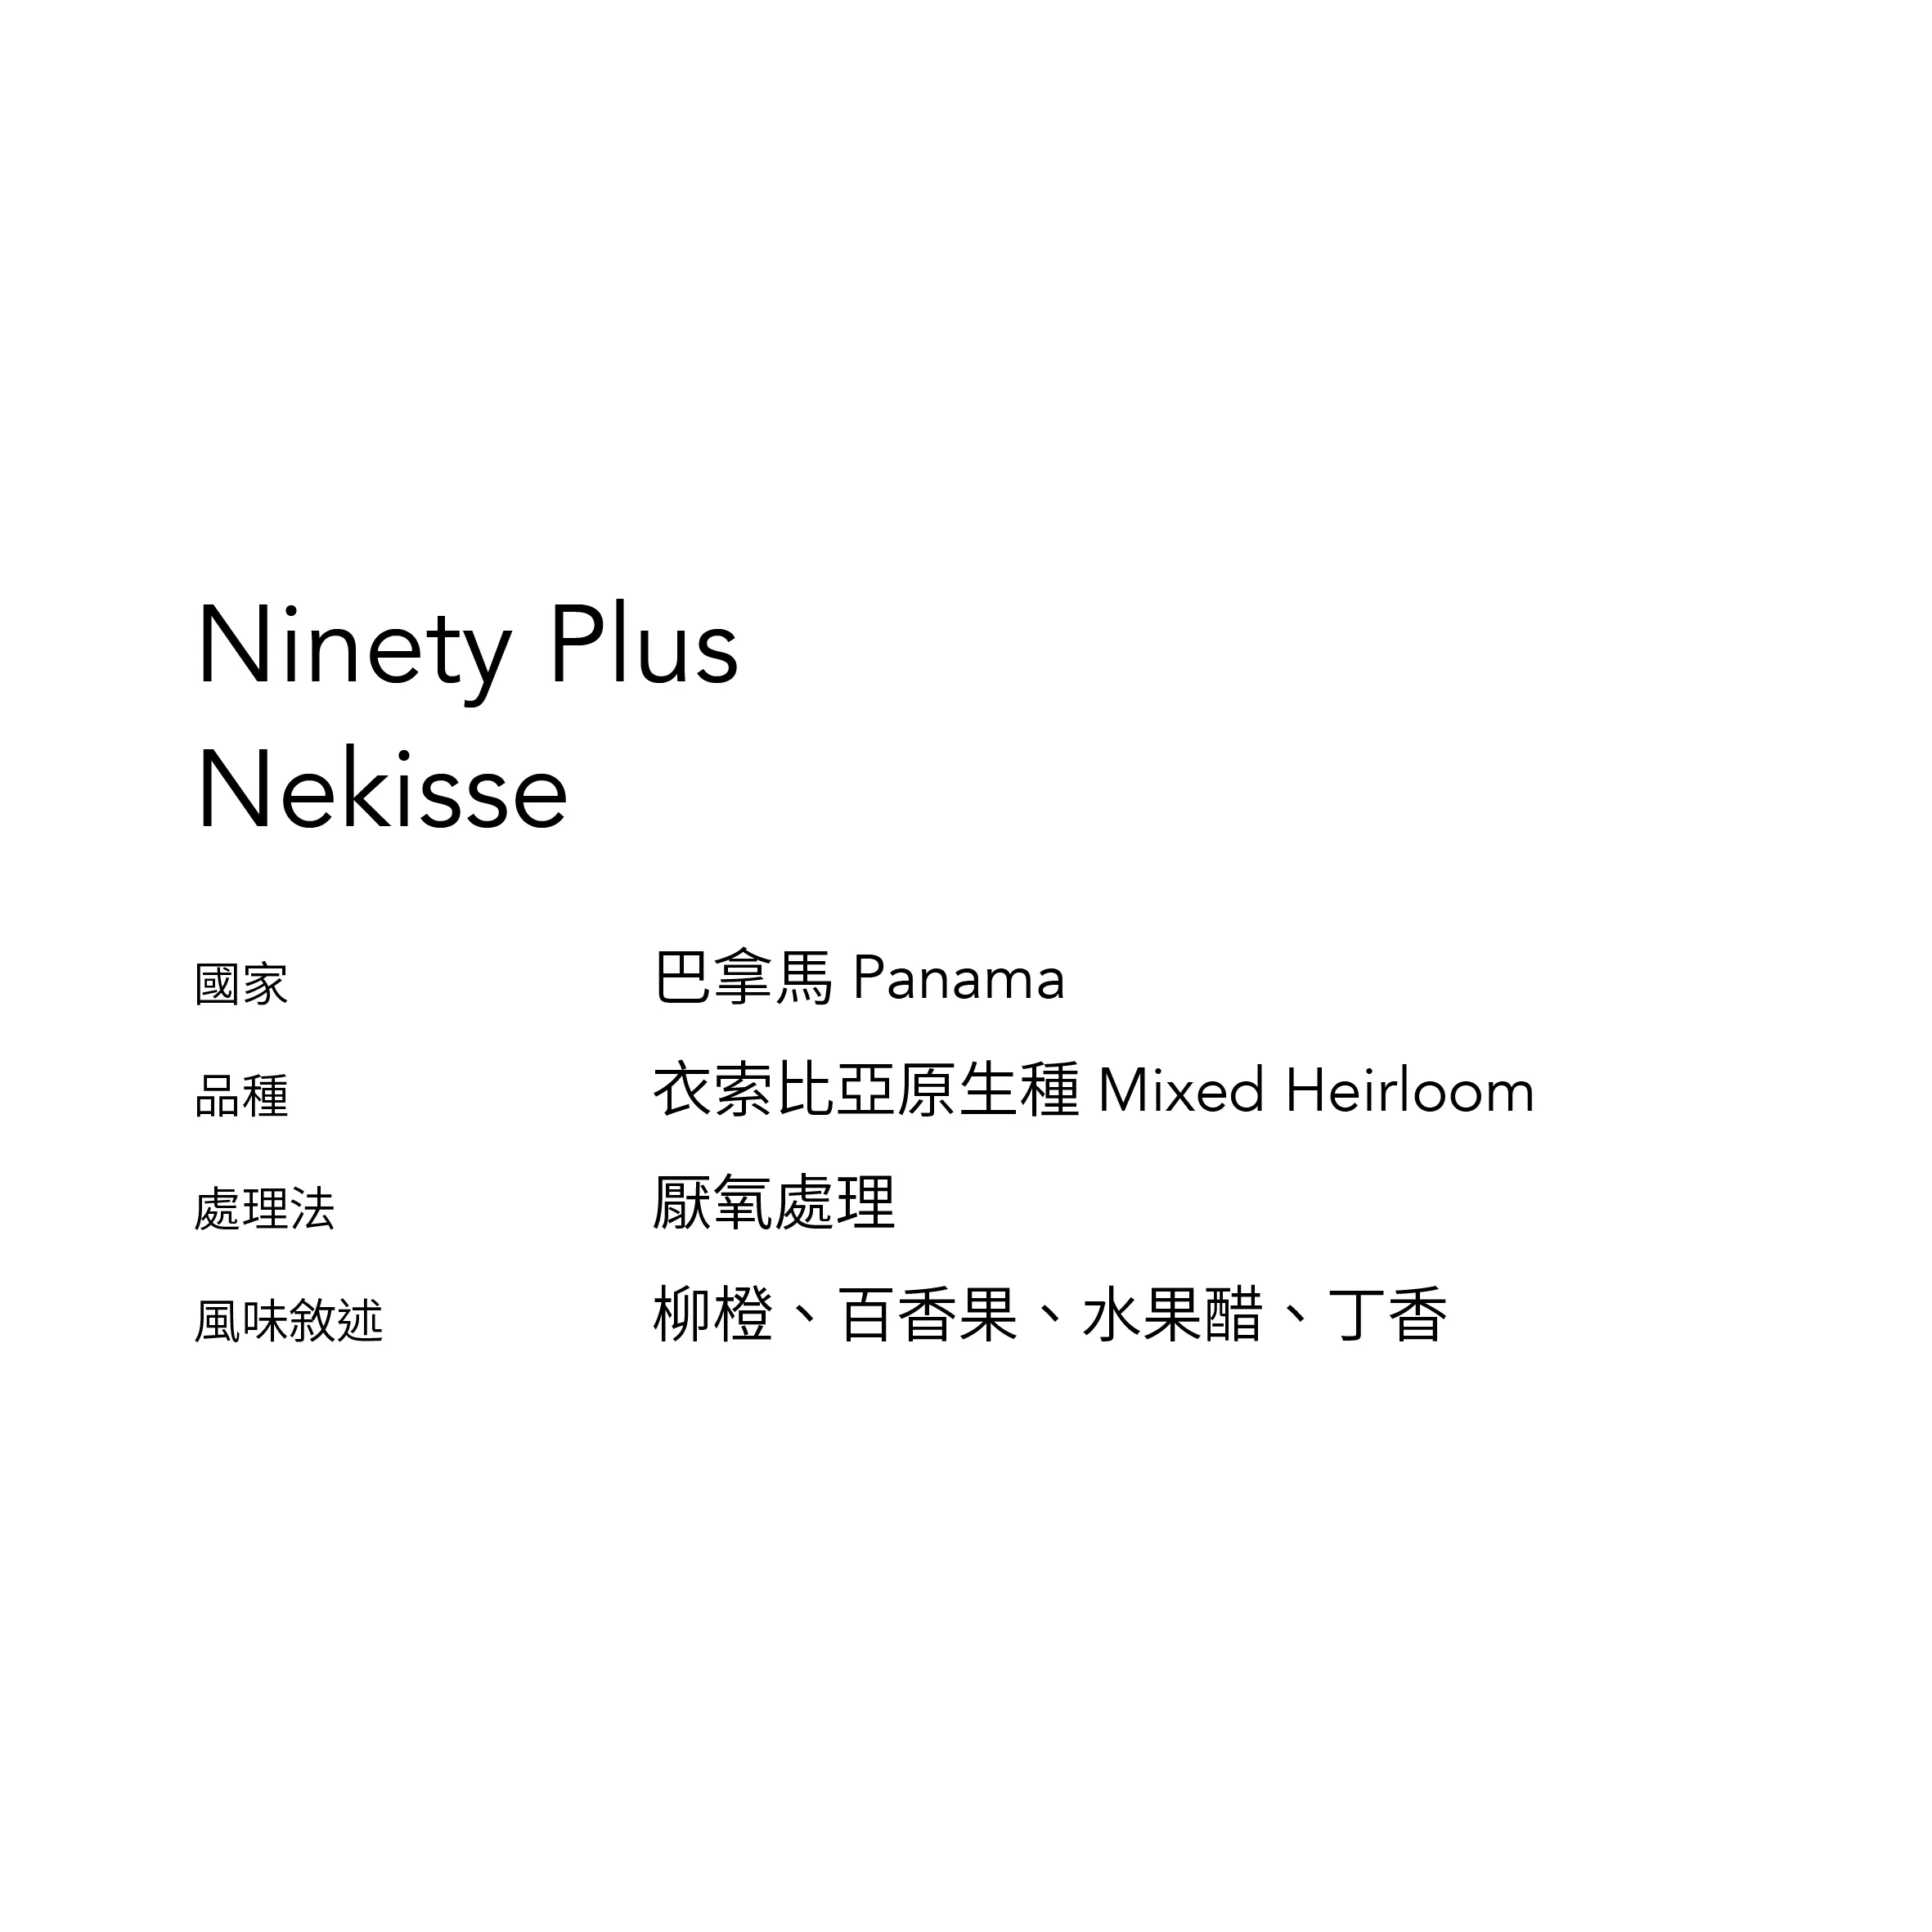 Ninety Plus
Nekisse
國家 巴拿馬 Panama
品種 衣索比亞原生種 Mixed Heirloom
處理法 厭氧處理
風味敘述 柳橙、百香果、水果醋、丁香